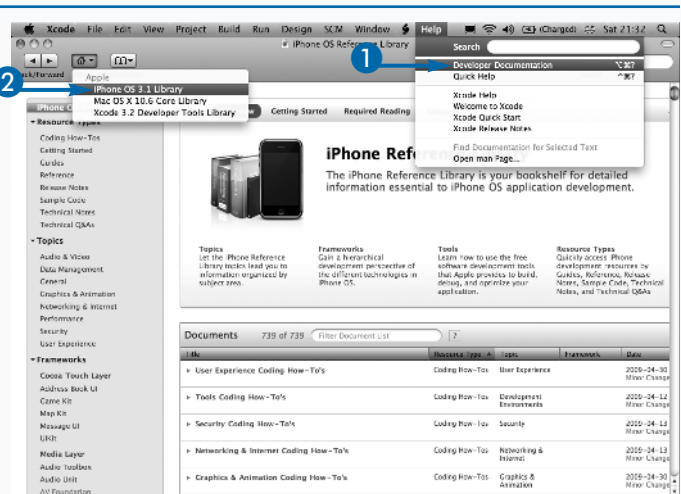 Xcode File Edit View Project Build Run Design SCM Window Help (Charged) Sat 21:32
iPhone OS Reference Library
1
Search
Developer Documentation ⌥⌘?
Quick Help ^⌘?
Xcode Help
Welcome to Xcode
Xcode Quick Start
Xcode Release Notes
Find Documentation for Selected Text
Open man Page...
2
ck/Forward
Apple
iPhone OS 3.1 Library
Mac OS X 10.6 Core Library
Xcode 3.2 Developer Tools Library
iPhone
Getting Started Required Reading
Resource Types
Coding How-Tos
Getting Started
Guides
Reference
Release Notes
Sample Code
Technical Notes
Technical Q&As
Topics
Audio & Video
Data Management
General
Graphics & Animation
Networking & Internet
Performance
Security
User Experience
Frameworks
Cocoa Touch Layer
Address Book UI
Game Kit
Map Kit
Message UI
UIKit
Media Layer
Audio Toolbox
Audio Unit
AV Foundation
iPhone Refe
The iPhone Reference Library is your bookshelf for detailed
information essential to iPhone OS application development.
Topics
Let the iPhone Reference
Library topics lead you to
information organized by
subject area.
Frameworks
Gain a hierarchical
development perspective of
the different technologies in
iPhone OS.
Tools
Learn how to use the free
software development tools
that Apple provides to build,
debug, and optimize your
application.
Resource Types
Quickly access iPhone
development resources by
Guides, Reference, Release
Notes, Sample Code, Technical
Notes, and Technical Q&As
Documents 739 of 739 Filter Document List ?
Title Resource Type Topic Framework Date
User Experience Coding How-To's Coding How-Tos User Experience 2009-04-30
Minor Change
Tools Coding How-To's Coding How-Tos Development Environments 2009-04-12
Minor Change
Security Coding How-To's Coding How-Tos Security 2009-04-13
Minor Change
Networking & Internet Coding How-To's Coding How-Tos Networking & Internet 2009-04-13
Minor Change
Graphics & Animation Coding How-To's Coding How-Tos Graphics & Animation 2009-04-30
Minor Change